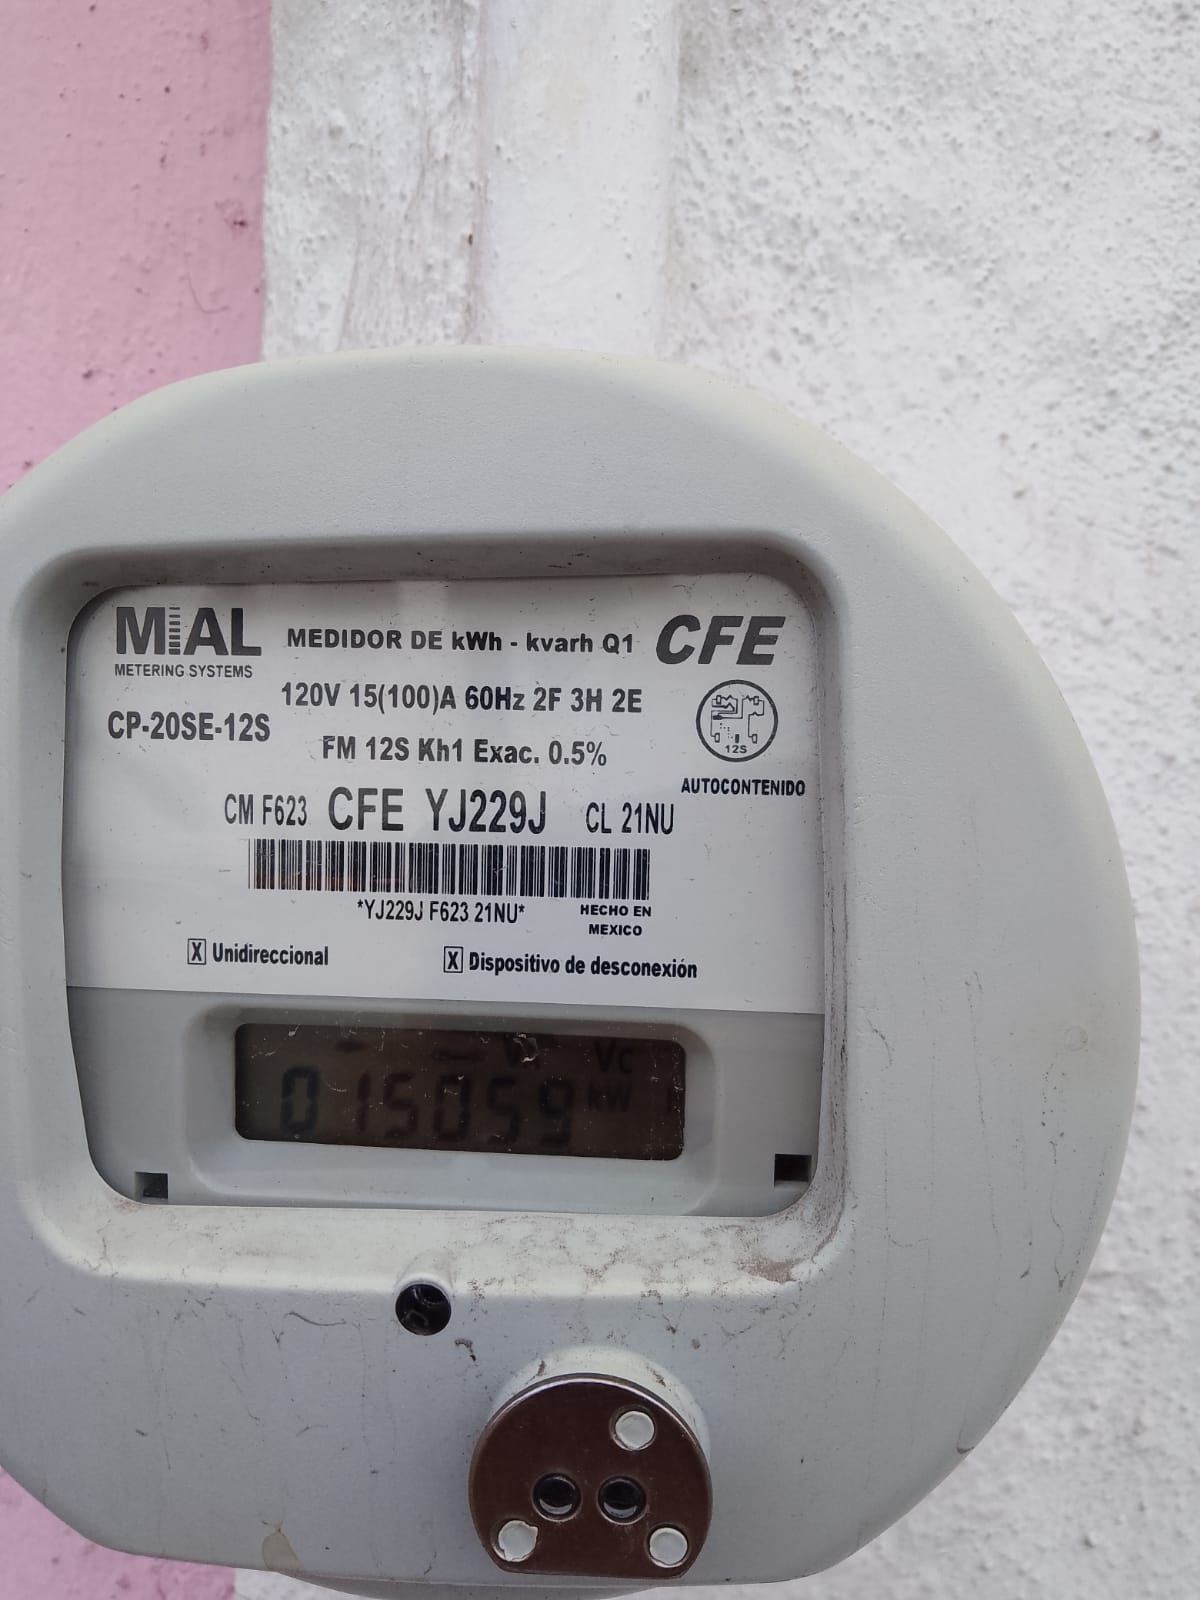 MIAL
METERING SYSTEMS
MEDIDOR DE kWh - kvarh Q1
CFE
120V 15(100)A 60Hz 2F 3H 2E
CP-20SE-12S
FM 12S Kh1 Exac. 0.5%
12S
AUTOCONTENIDO
CM F623 CFE YJ229J CL 21NU
*YJ229J F623 21NU*
HECHO EN
MEXICO
X Unidireccional
X Dispositivo de desconexión
Vc
015059 kW